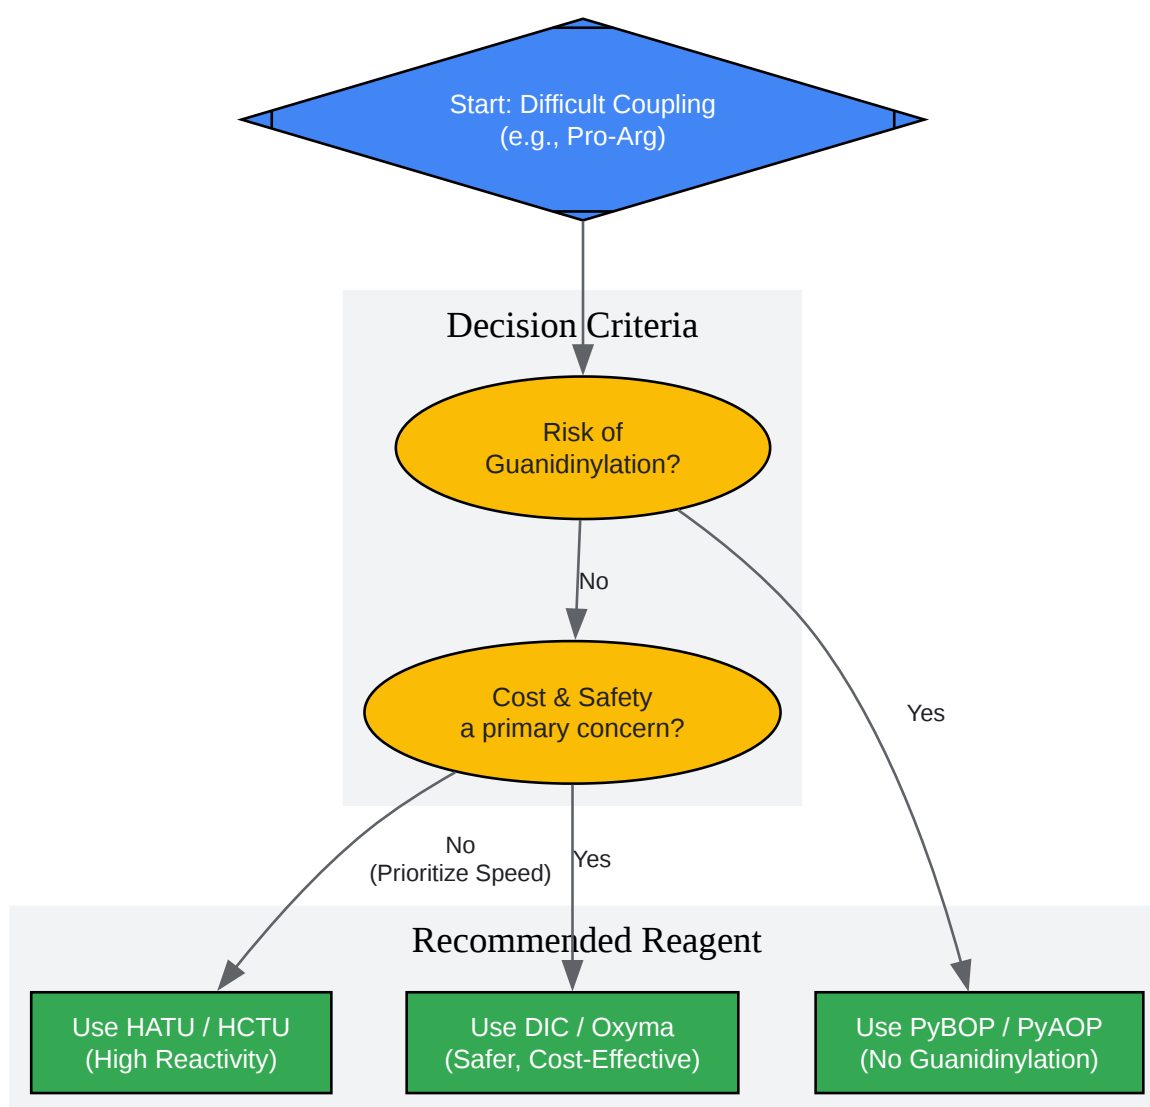 Start: Difficult Coupling
(e.g., Pro-Arg)
Decision Criteria
Risk of
Guanidinylation?
No
Cost & Safety
a primary concern?
Yes
No
(Prioritize Speed)
Yes
Recommended Reagent
Use HATU / HCTU
(High Reactivity)
Use DIC / Oxyma
(Safer, Cost-Effective)
Use PyBOP / PyAOP
(No Guanidinylation)